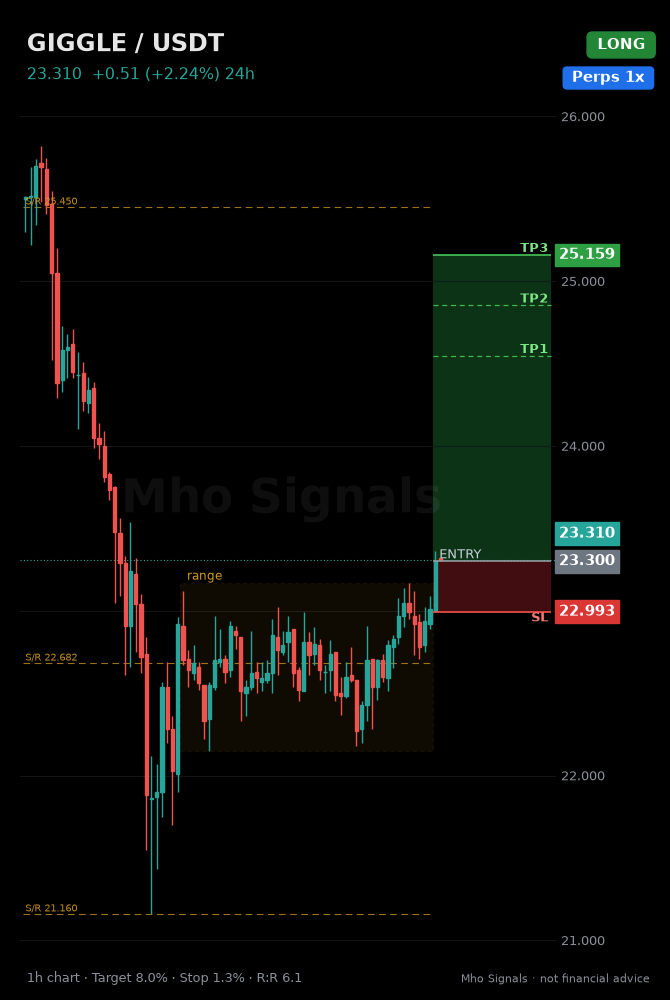 GIGGLE / USDT
LONG
23.310 +0.51 (+2.24%) 24h
Perps 1x
26.000
S/R 25.450
TP3
25.159
25.000
TP2
TP1
24.000
Mho Signals
23.310
ENTRY
23.300
range
22.993
SL
S/R 22.682
22.000
S/R 21.160
21.000
1h chart · Target 8.0% · Stop 1.3% · R:R 6.1
Mho Signals · not financial advice